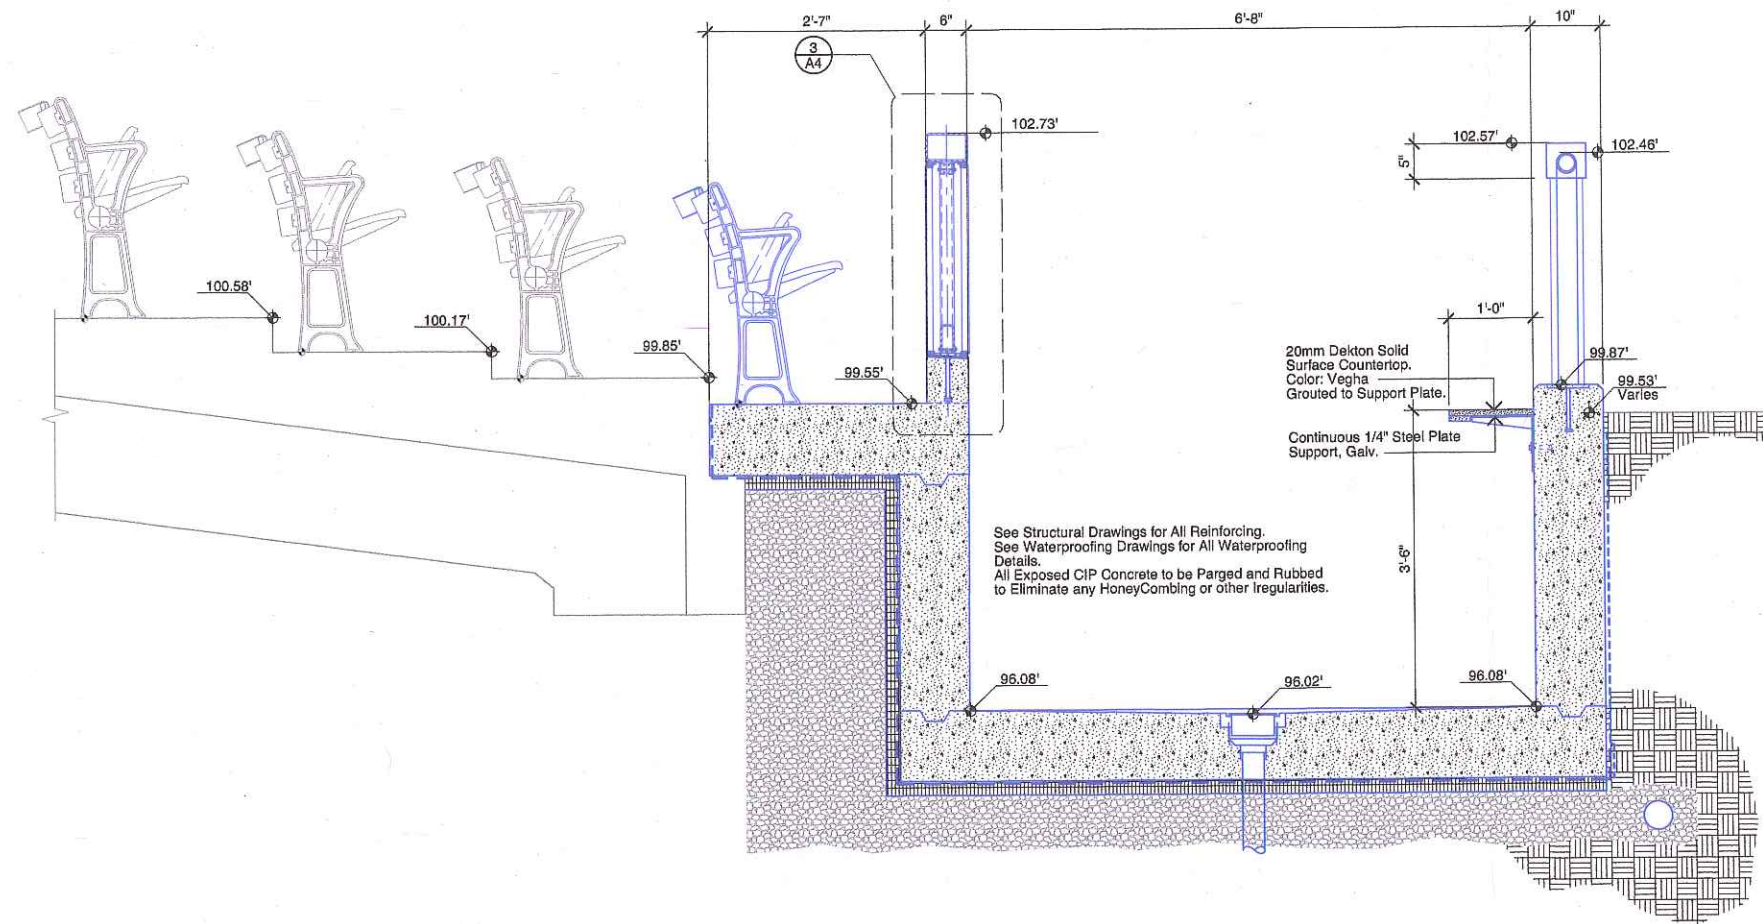 2'-7"
6"
6'-8"
10"
3
A4
102.73'
102.57'
102.46'
5"
100.58'
100.17'
99.85'
99.55'
1'-0"
20mm Dekton Solid
Surface Countertop.
Color: Vegha
Grouted to Support Plate.
99.87'
99.53'
Varies
Continuous 1/4" Steel Plate
Support, Galv.
See Structural Drawings for All Reinforcing.
See Waterproofing Drawings for All Waterproofing
Details.
All Exposed CIP Concrete to be Parged and Rubbed
to Eliminate any HoneyCombing or other Iregularities.
3'-6"
96.08'
96.02'
96.08'